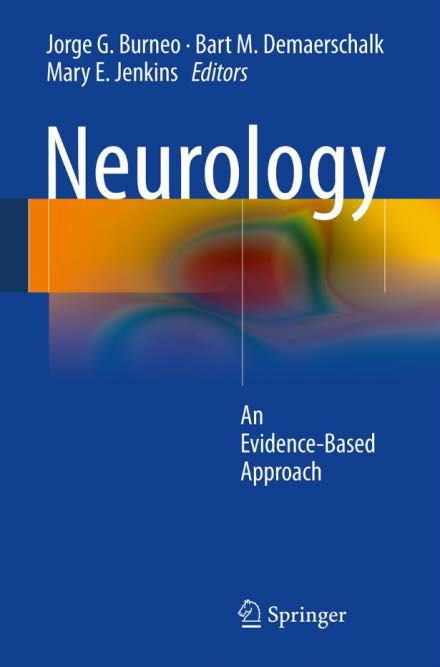 Jorge G. Burneo · Bart M. Demaerschalk
Mary E. Jenkins Editors
Neurology
An
Evidence-Based
Approach
Springer